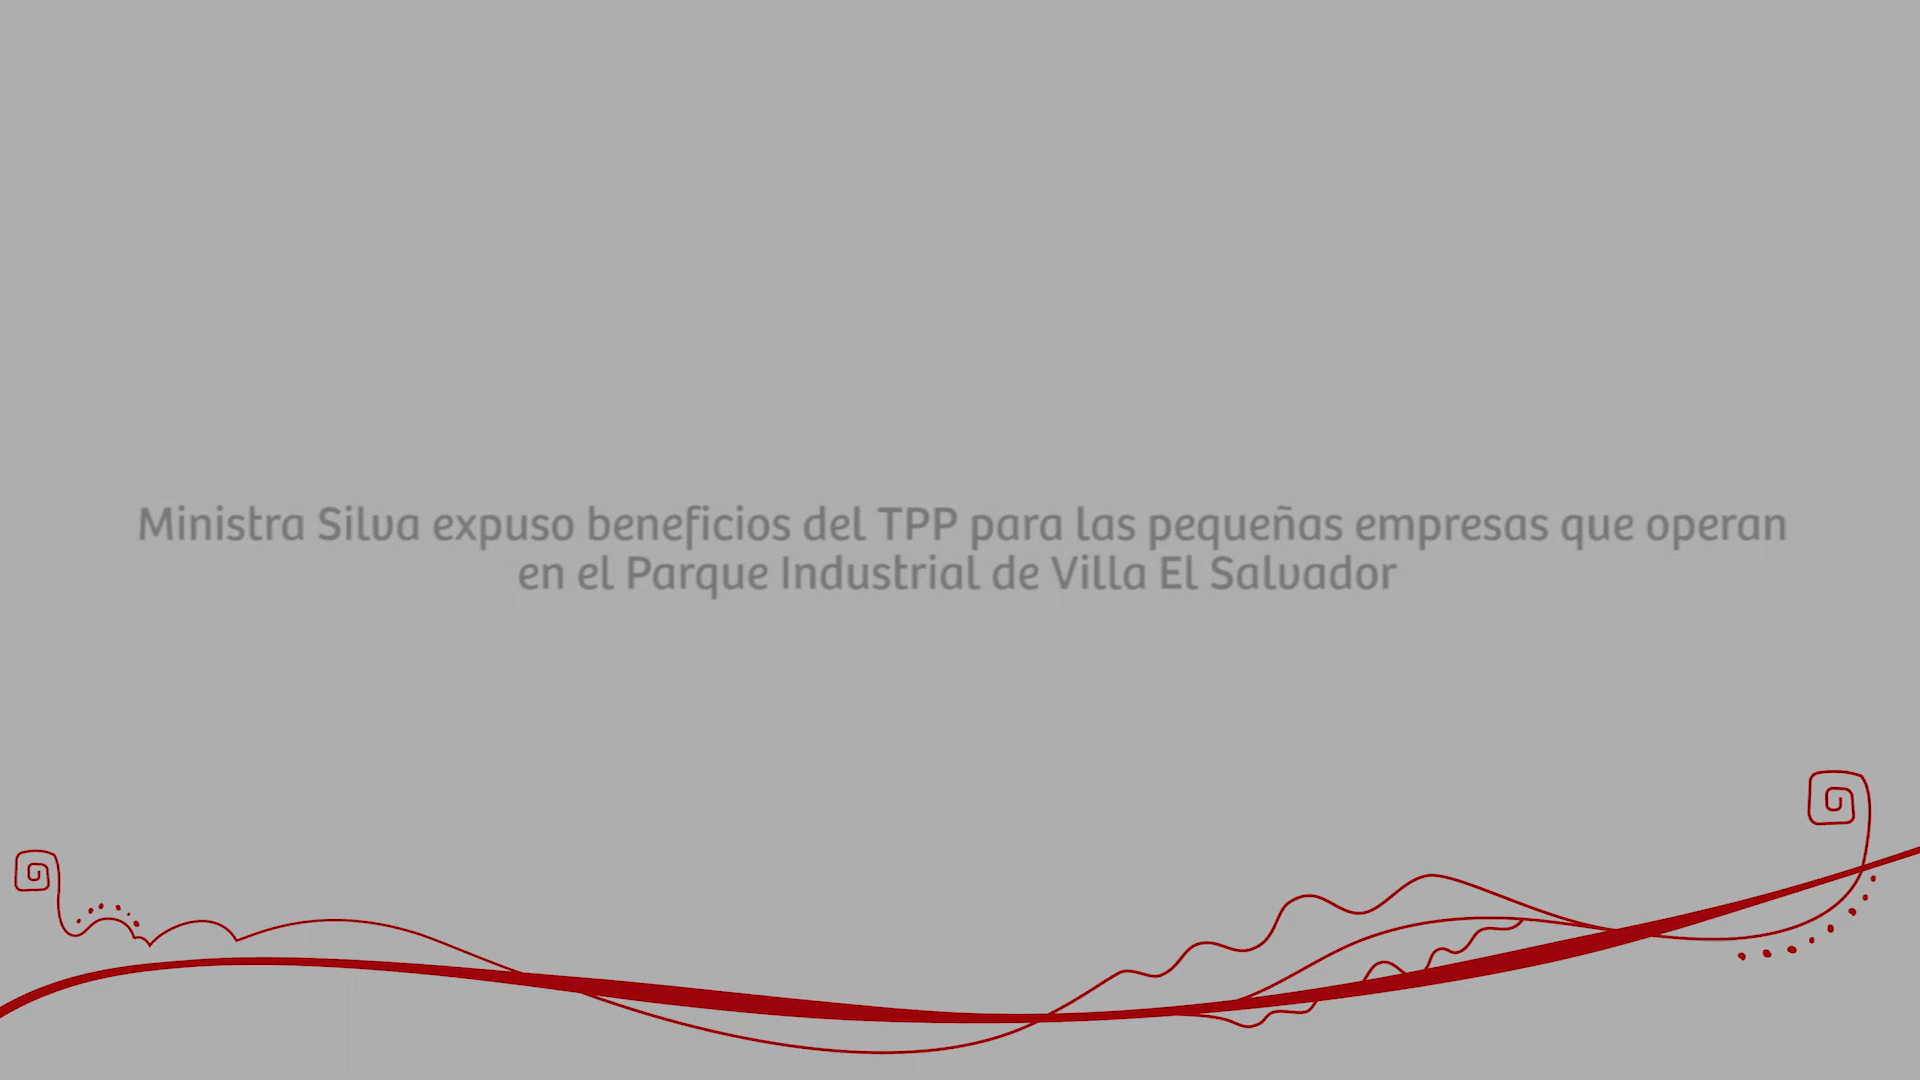 Ministra Silva expuso beneficios del TPP para las pequeñas empresas que operan
en el Parque Industrial de Villa El Salvador